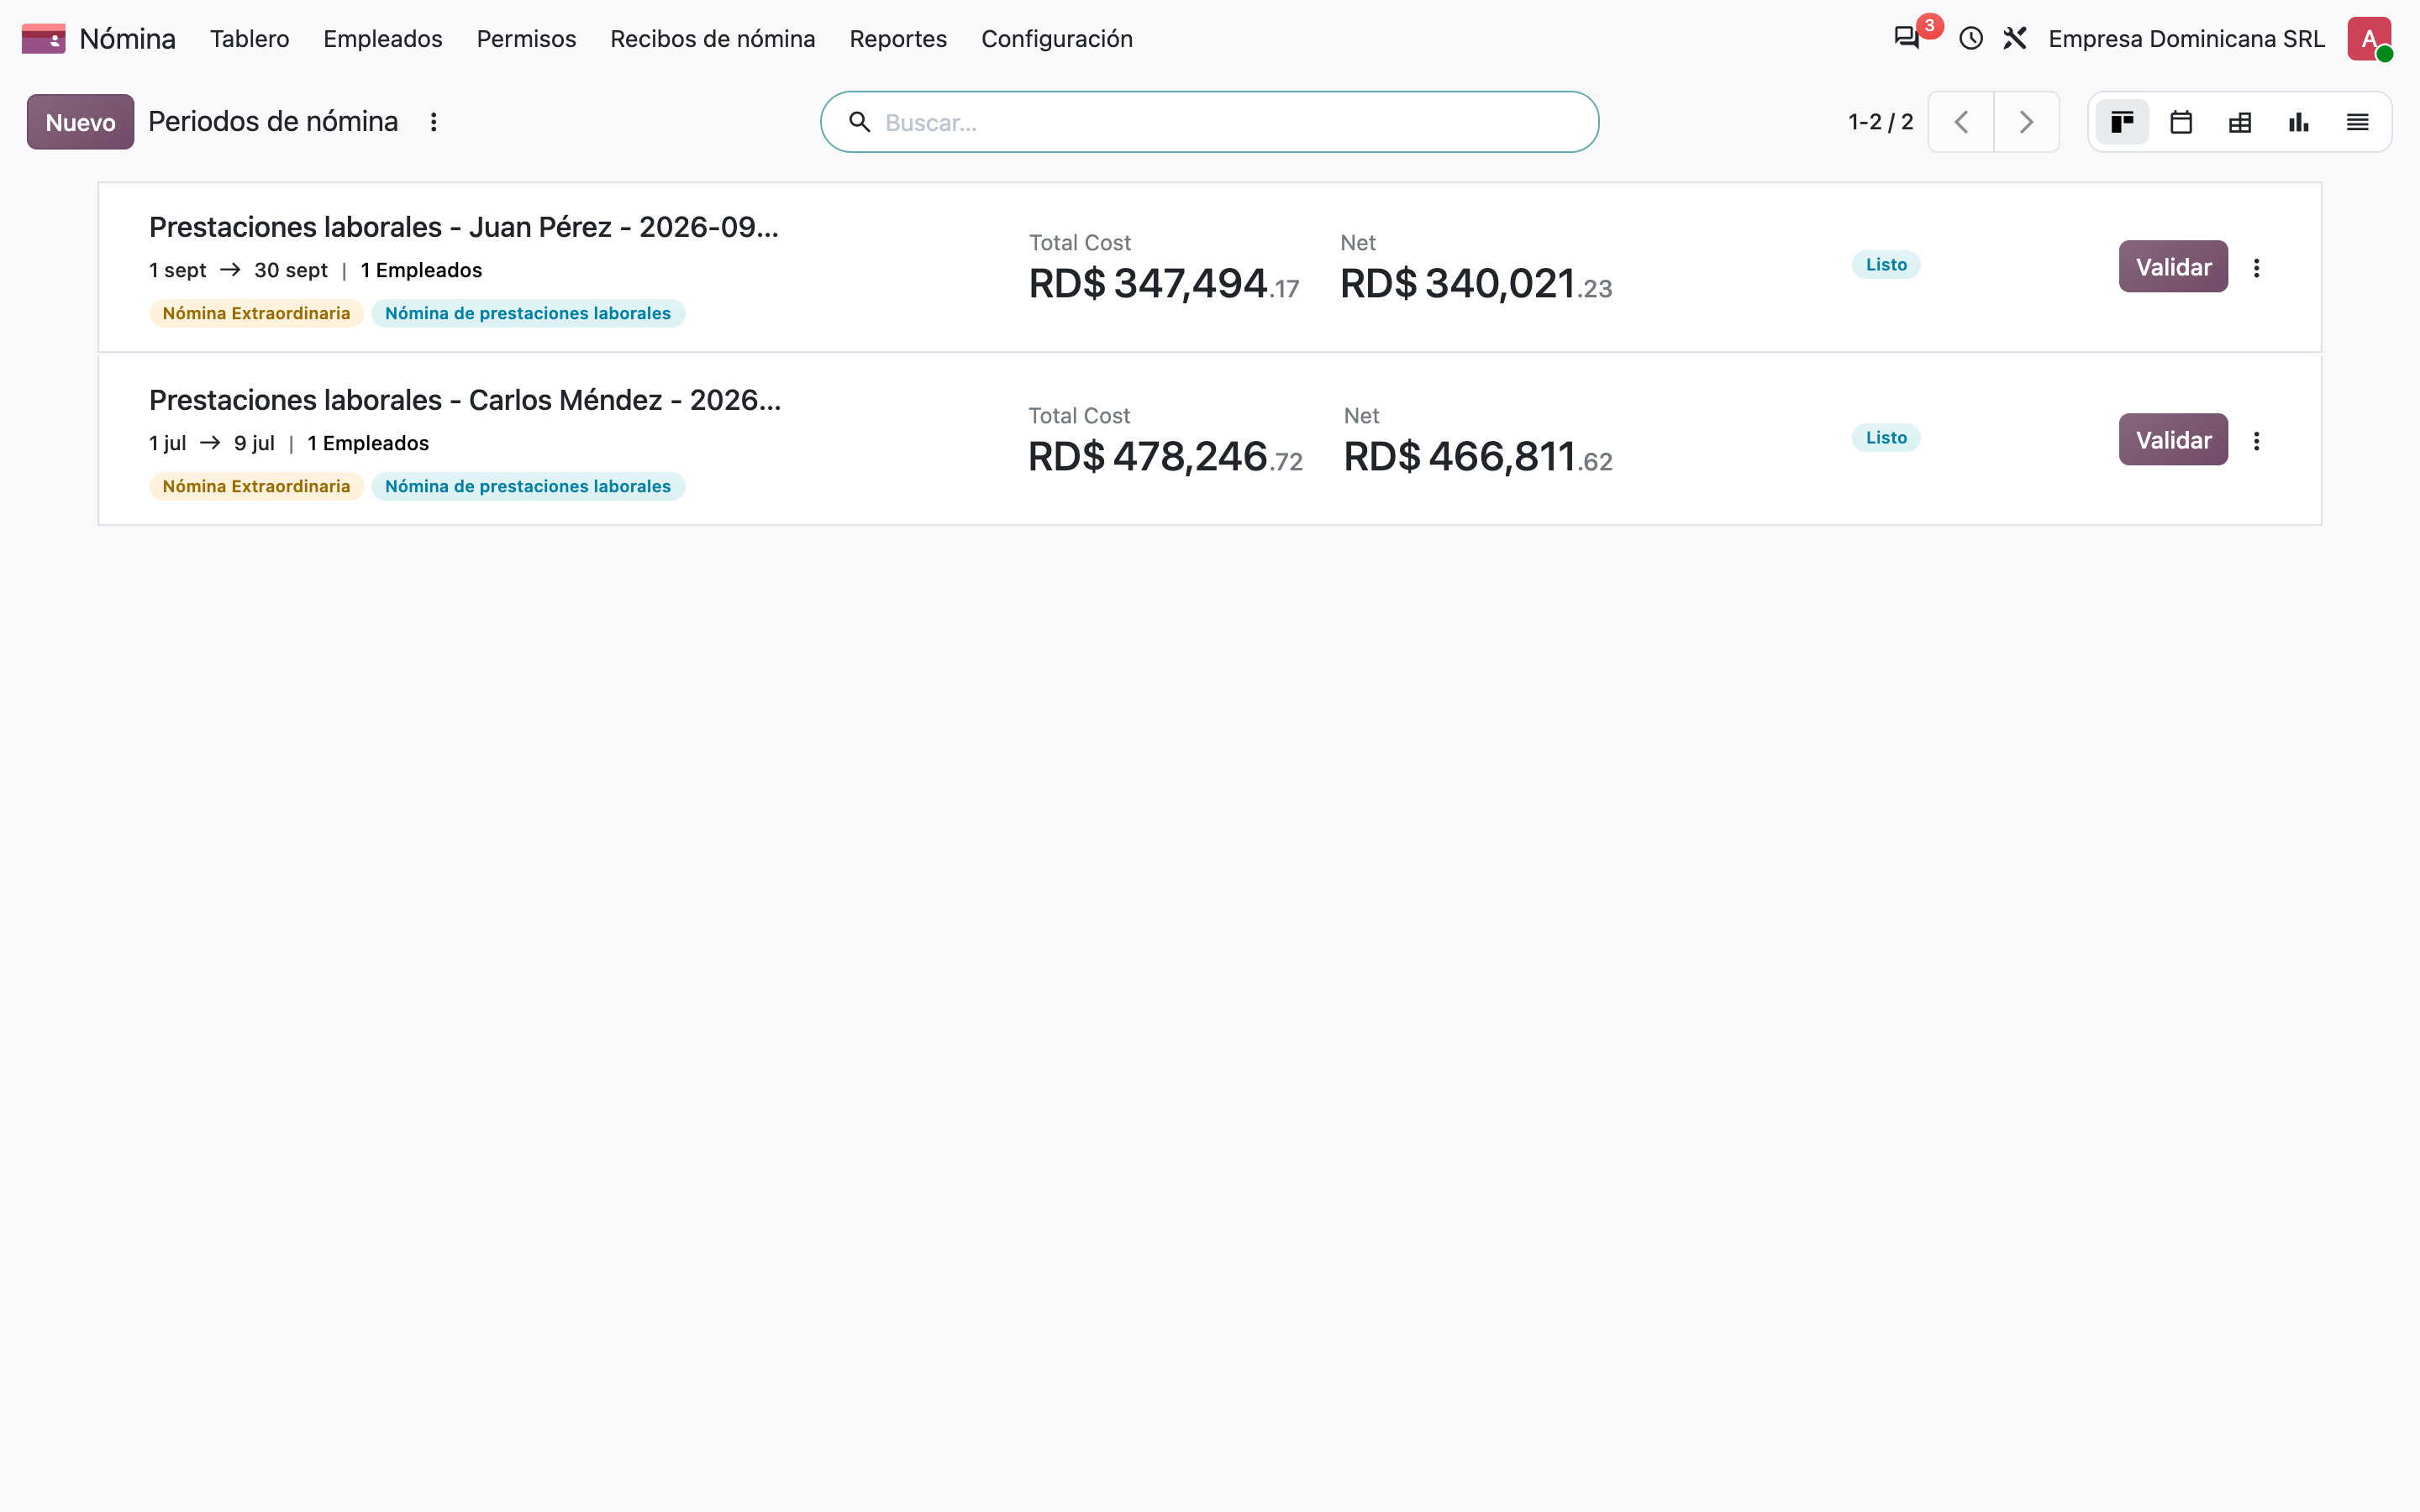 Nómina Tablero Empleados Permisos Recibos de nómina Reportes Configuración 3 Empresa Dominicana SRL A
Nuevo Periodos de nómina Buscar... 1-2 / 2
Prestaciones laborales - Juan Pérez - 2026-09...
1 sept → 30 sept | 1 Empleados
Nómina Extraordinaria Nómina de prestaciones laborales
Total Cost
RD$ 347,494.17
Net
RD$ 340,021.23
Listo
Validar
Prestaciones laborales - Carlos Méndez - 2026...
1 jul → 9 jul | 1 Empleados
Nómina Extraordinaria Nómina de prestaciones laborales
Total Cost
RD$ 478,246.72
Net
RD$ 466,811.62
Listo
Validar